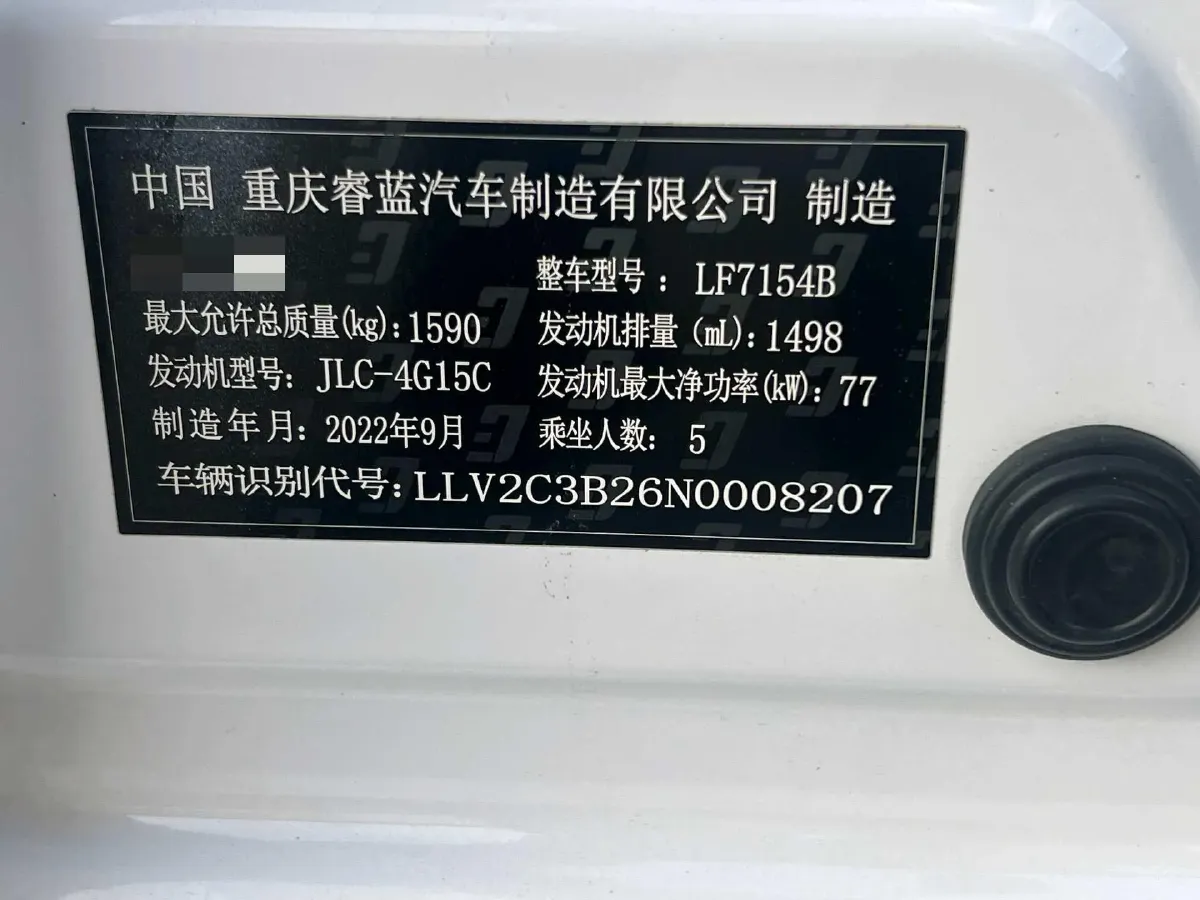 中国 重庆睿蓝汽车制造有限公司 制造
整车型号：LF7154B
最大允许总质量(kg)：1590 发动机排量（mL）：1498
发动机型号：JLC-4G15C 发动机最大净功率(kW)：77
制造年月：2022年9月 乘坐人数：5
车辆识别代号：LLV2C3B26N0008207